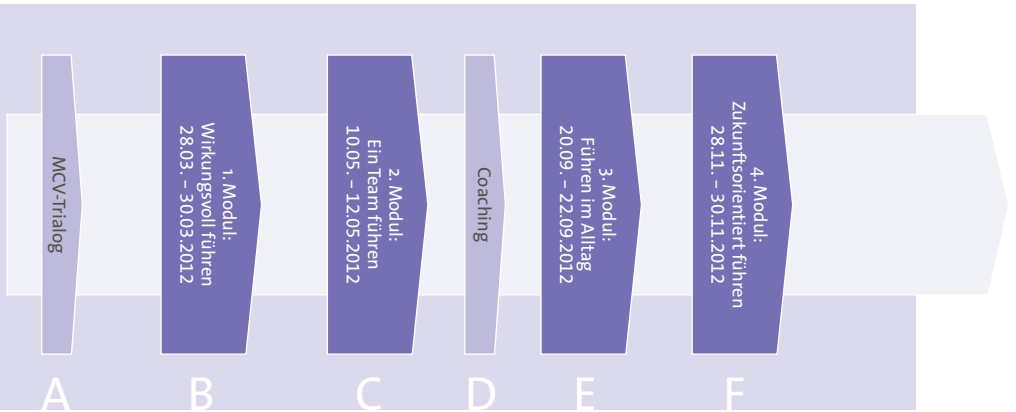 MCV-Trialog
1. Modul:
Wirkungsvoll führen
28.03. – 30.03.2012
2. Modul:
Ein Team führen
10.05. – 12.05.2012
Coaching
3. Modul:
Führen im Alltag
20.09. – 22.09.2012
4. Modul:
Zukunftsorientiert führen
28.11. – 30.11.2012
A
B
C
D
E
F